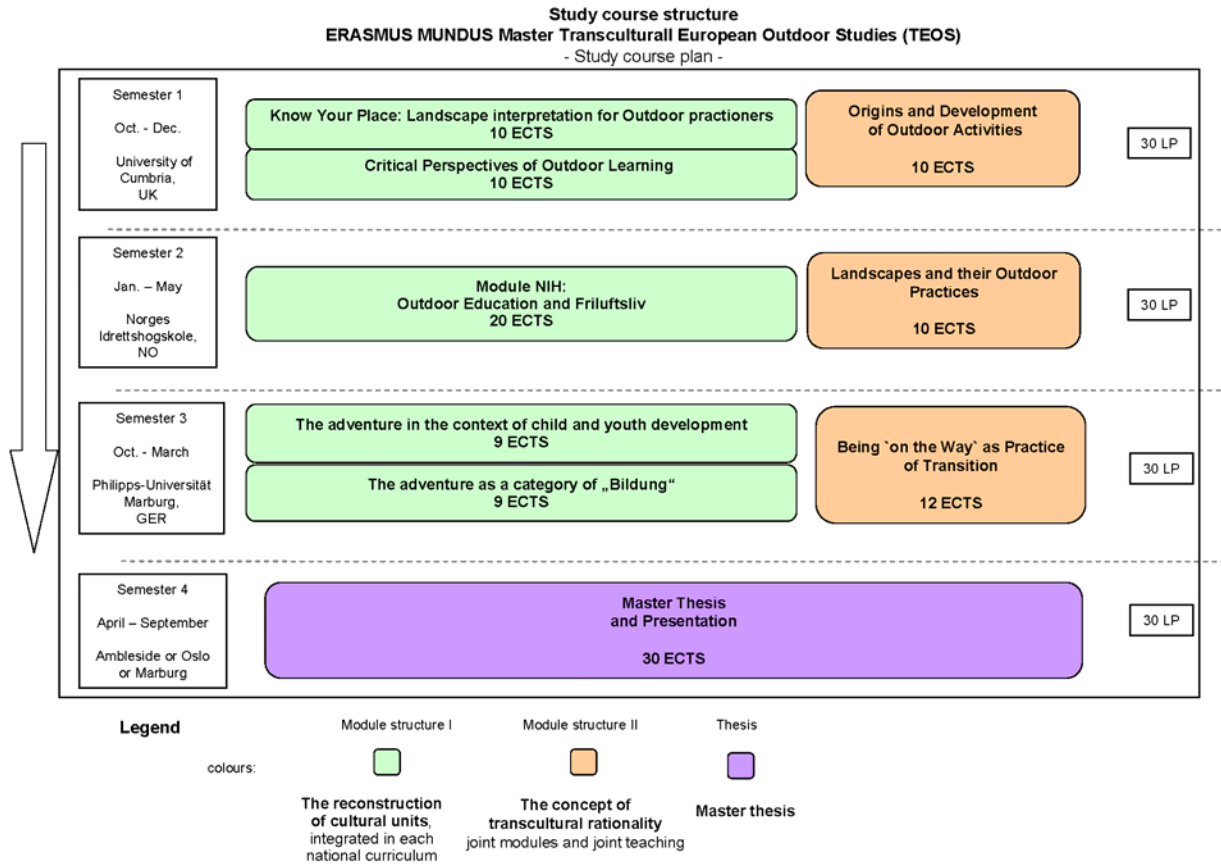 Study course structure
ERASMUS MUNDUS Master Transculturall European Outdoor Studies (TEOS)
- Study course plan -
Semester 1
Oct. - Dec.
University of
Cumbria,
UK
Know Your Place: Landscape interpretation for Outdoor practioners
10 ECTS
Critical Perspectives of Outdoor Learning
10 ECTS
Origins and Development
of Outdoor Activities
10 ECTS
30 LP
Semester 2
Jan. – May
Norges
Idrettshogskole,
NO
Module NIH:
Outdoor Education and Friluftsliv
20 ECTS
Landscapes and their Outdoor
Practices
10 ECTS
30 LP
Semester 3
Oct. - March
Philipps-Universität
Marburg,
GER
The adventure in the context of child and youth development
9 ECTS
The adventure as a category of „Bildung“
9 ECTS
Being `on the Way` as Practice
of Transition
12 ECTS
30 LP
Semester 4
April – September
Ambleside or Oslo
or Marburg
Master Thesis
and Presentation
30 ECTS
30 LP
Legend
Module structure I
Module structure II
Thesis
colours:
The reconstruction
of cultural units,
integrated in each
national curriculum
The concept of
transcultural rationality
joint modules and joint teaching
Master thesis